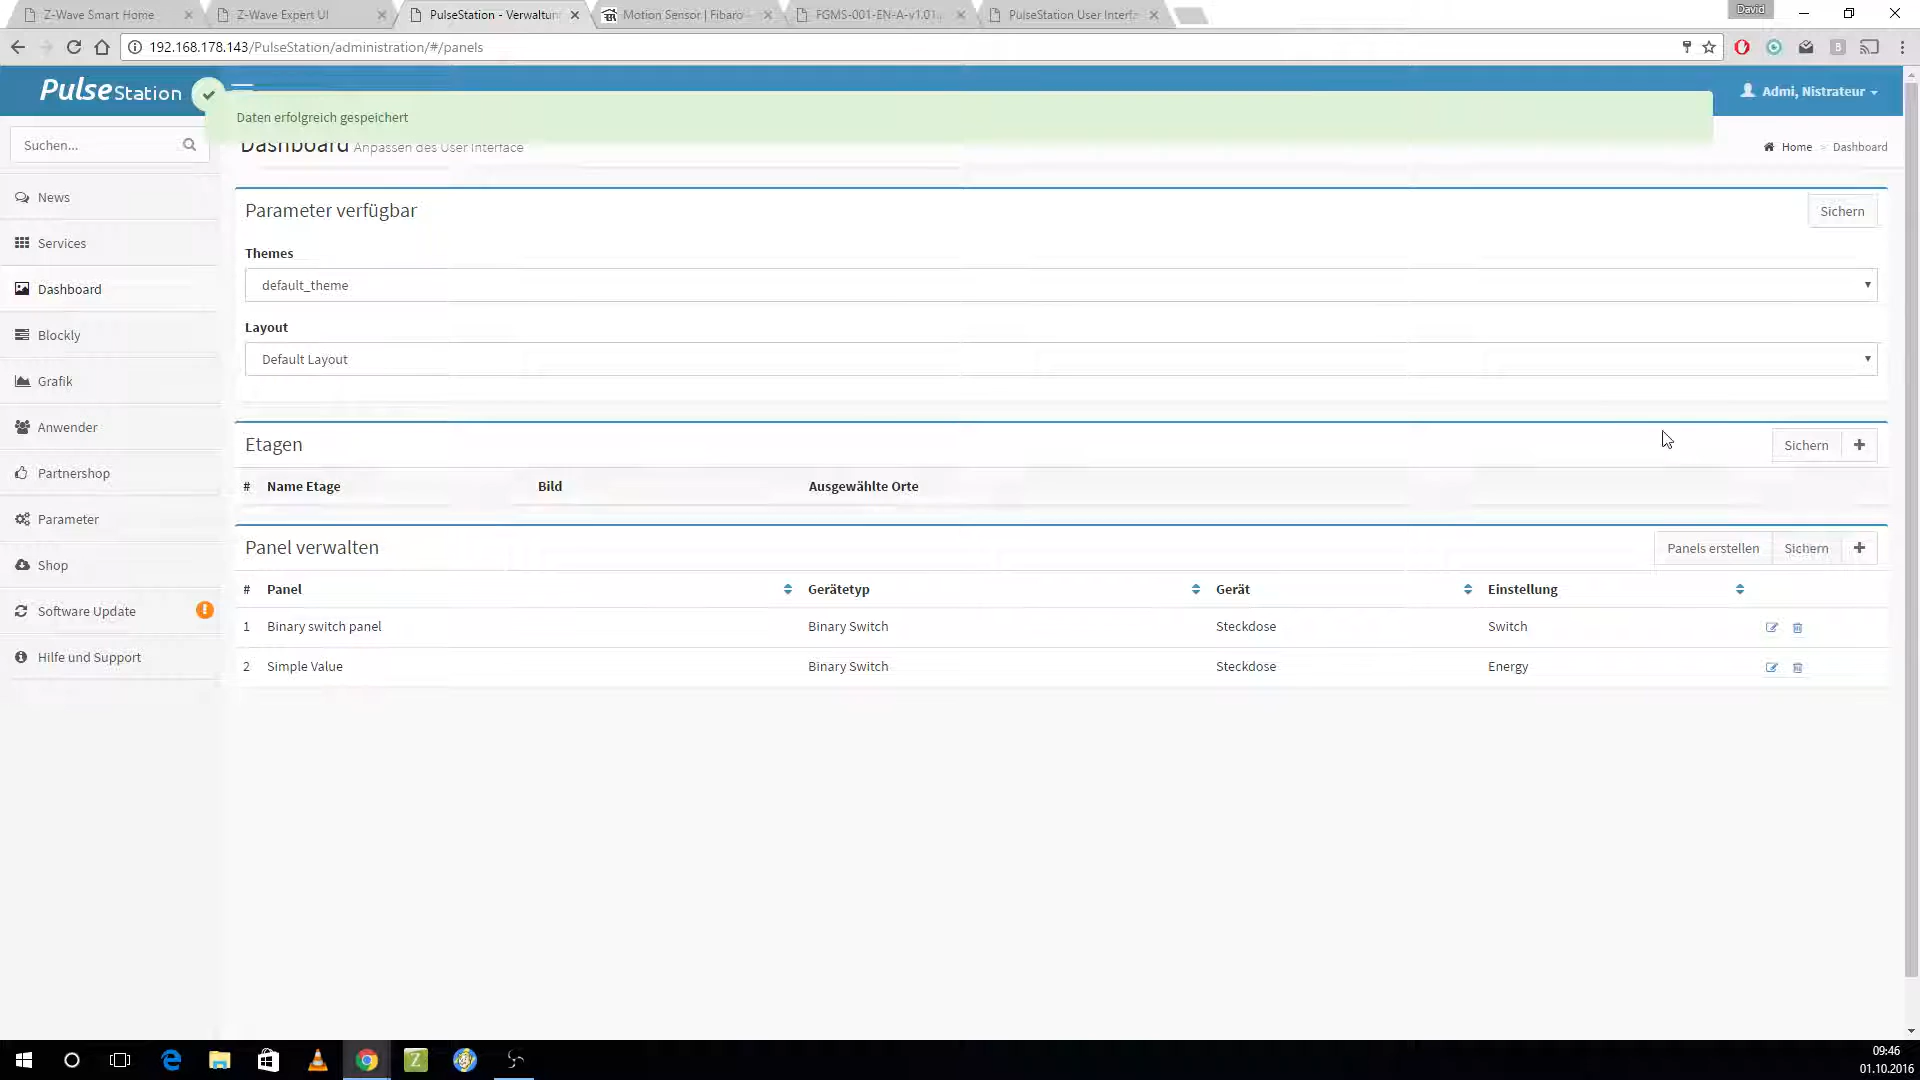 Z-Wave Smart Home
Z-Wave Expert UI
PulseStation - Verwaltun
Motion Sensor | Fibaro
FGMS-001-EN-A-v1.01...
PulseStation User Interfa
David
192.168.178.143/PulseStation/administration/#/panels
PulseStation
Admi, Nistrateur
Daten erfolgreich gespeichert
Suchen...
Dashboard Anpassen des User Interface
Home > Dashboard
News
Services
Dashboard
Blockly
Grafik
Anwender
Partnershop
Parameter
Shop
Software Update
Hilfe und Support
Parameter verfügbar
Sichern
Themes
default_theme
Layout
Default Layout
Etagen
Sichern +
# Name Etage Bild Ausgewählte Orte
Panel verwalten
Panels erstellen Sichern +
# Panel Gerätetyp Gerät Einstellung
1 Binary switch panel Binary Switch Steckdose Switch
2 Simple Value Binary Switch Steckdose Energy
09:46
01.10.2016